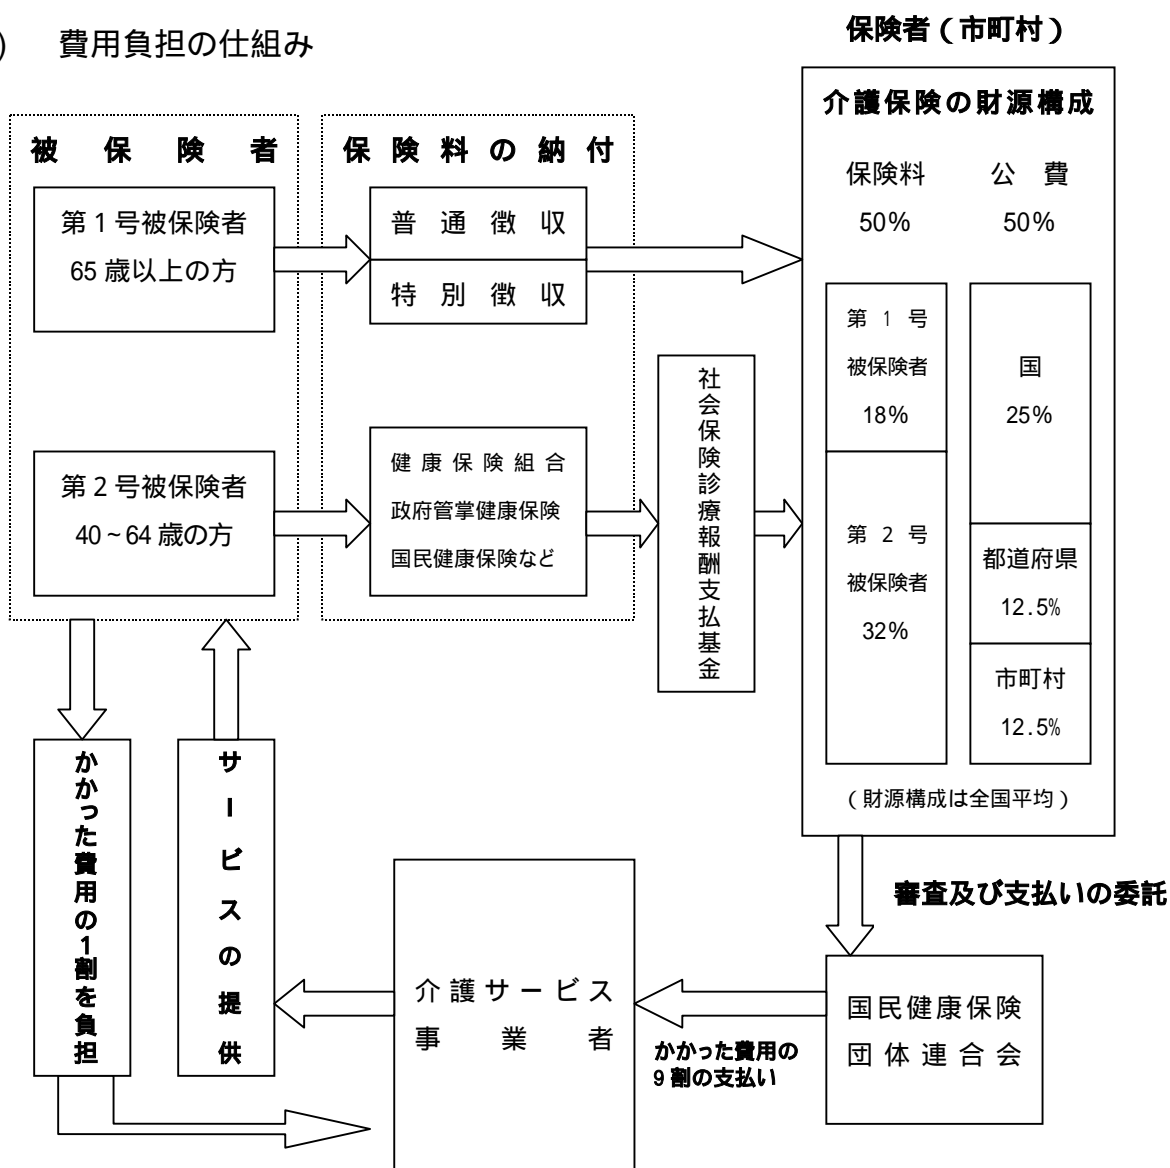 )　費用負担の仕組み
保険者（市町村）
被保険者
第１号被保険者
65歳以上の方
第２号被保険者
40~64歳の方
保険料の納付
普通徴収
特別徴収
健康保険組合
政府管掌健康保険
国民健康保険など
社会保険診療報酬支払基金
介護保険の財源構成
保険料
50%
公　費
50%
第１号
被保険者
18%
第２号
被保険者
32%
国
25%
都道府県
12.5%
市町村
12.5%
（財源構成は全国平均）
審査及び支払いの委託
国民健康保険
団体連合会
かかった費用の
９割の支払い
介護サービス
事業者
サービスの提供
かかった費用の1割を負担